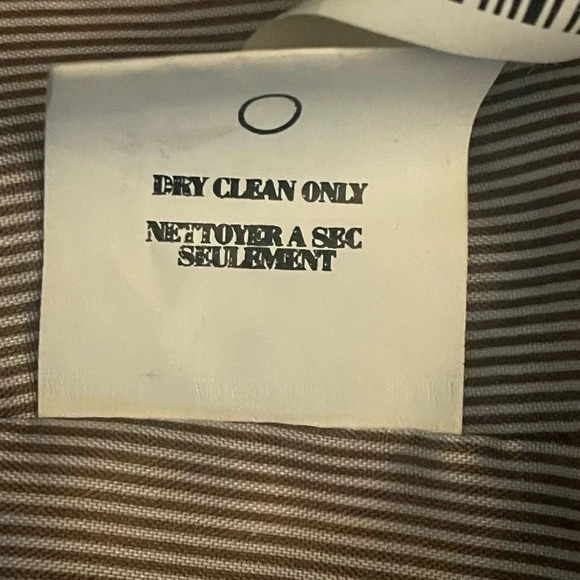 DRY CLEAN ONLY
NETTOYER A SEC
SEULEMENT